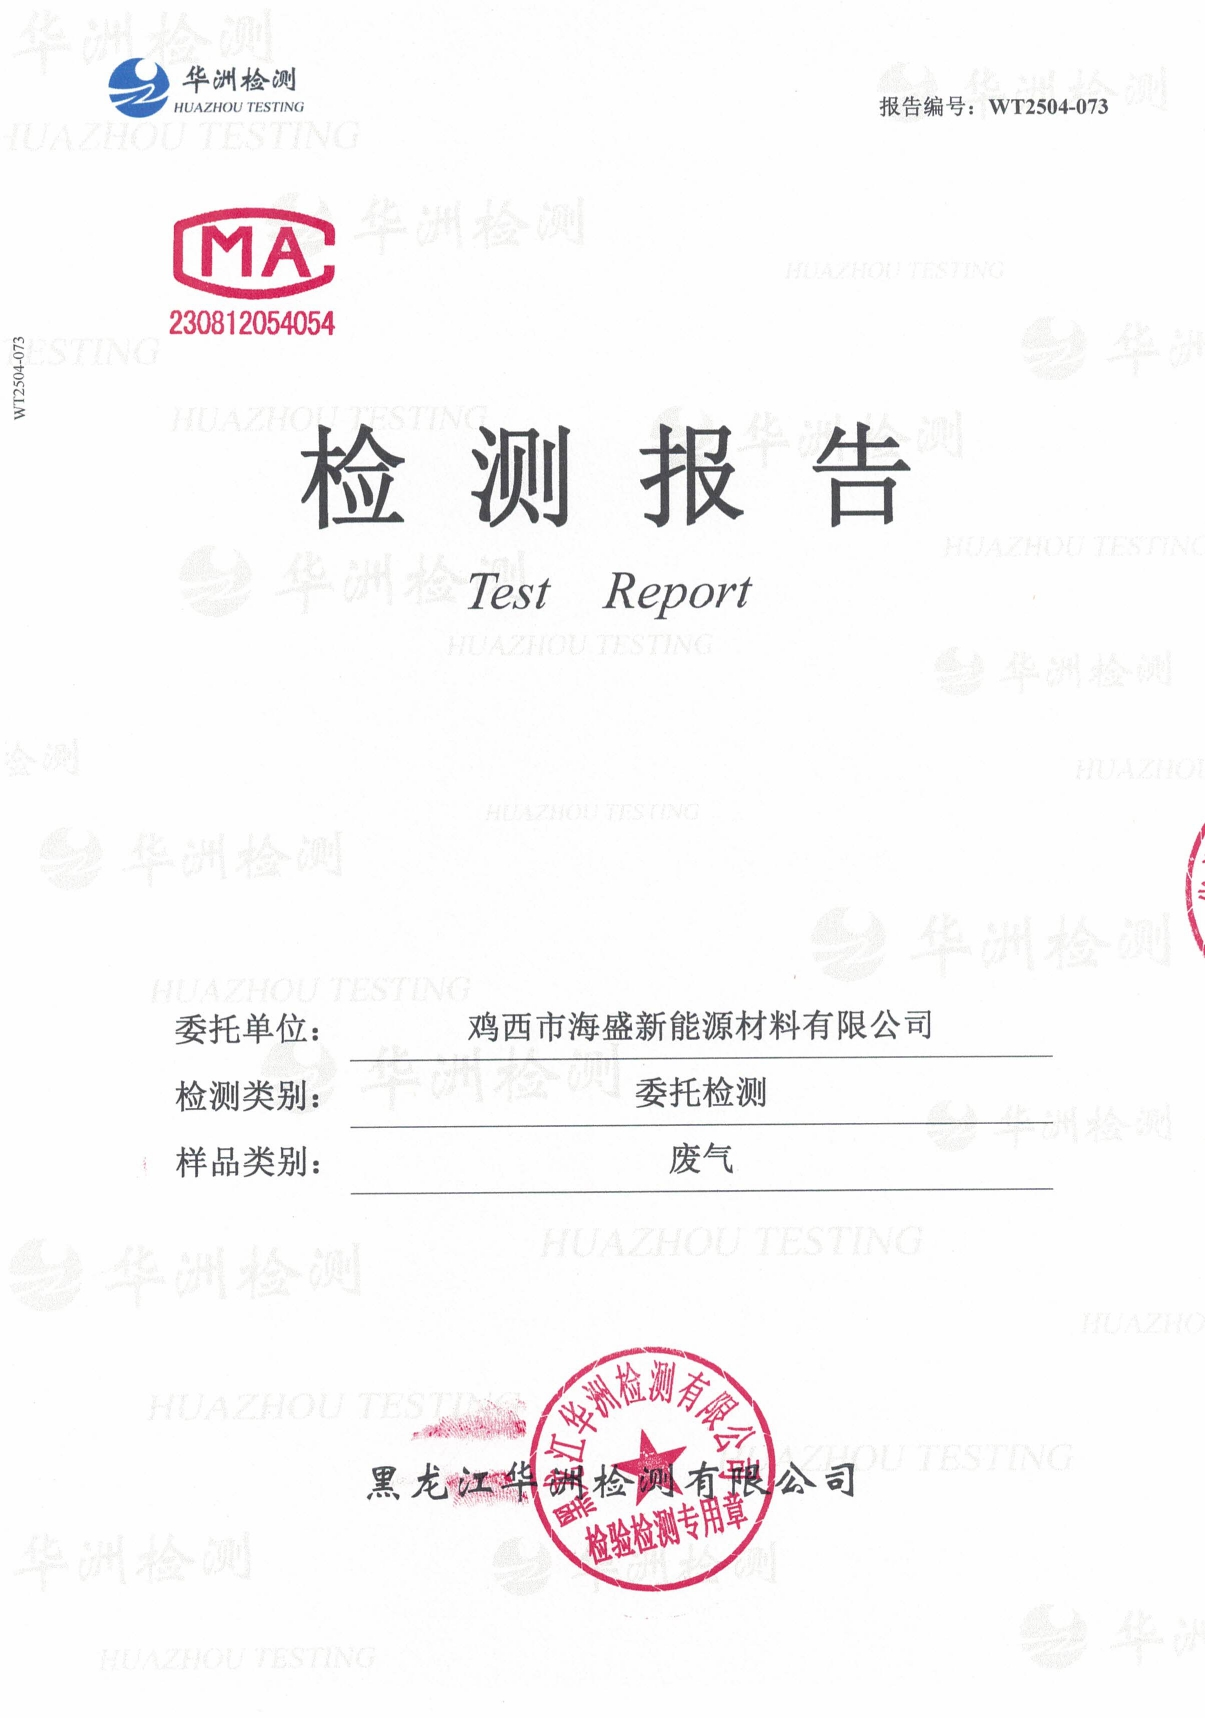 华洲检测
HUAZHOU TESTING
报告编号：WT2504-073
MA
230812054054
WT2504-073
检测报告
Test Report
委托单位：鸡西市海盛新能源材料有限公司
检测类别：委托检测
样品类别：废气
黑龙江华洲检测有限公司
黑龙江华洲检测有限公司
检验检测专用章